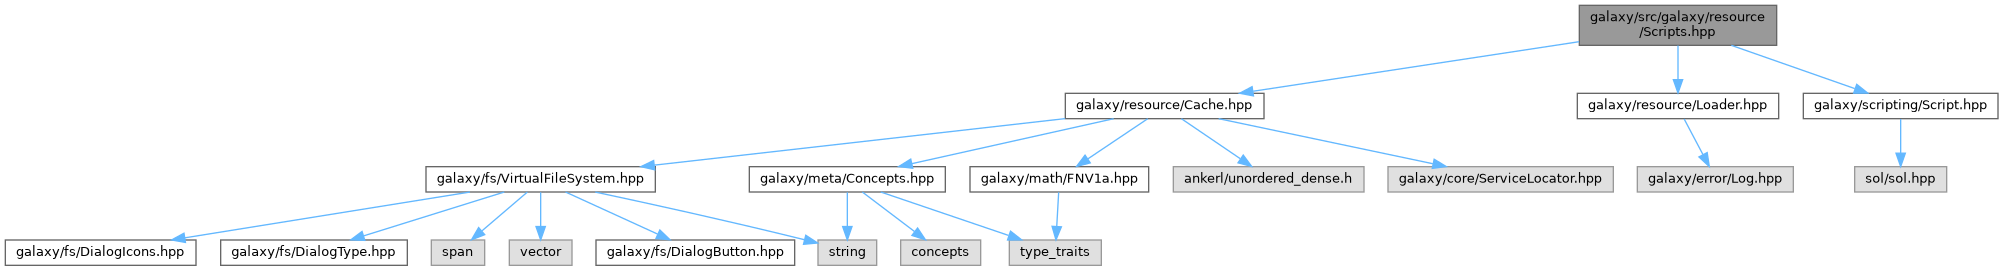 galaxy/src/galaxy/resource
/Scripts.hpp
galaxy/resource/Cache.hpp
galaxy/resource/Loader.hpp
galaxy/scripting/Script.hpp
galaxy/fs/VirtualFileSystem.hpp
galaxy/meta/Concepts.hpp
galaxy/math/FNV1a.hpp
ankerl/unordered_dense.h
galaxy/core/ServiceLocator.hpp
galaxy/error/Log.hpp
sol/sol.hpp
galaxy/fs/DialogIcons.hpp
galaxy/fs/DialogType.hpp
span
vector
galaxy/fs/DialogButton.hpp
string
concepts
type_traits